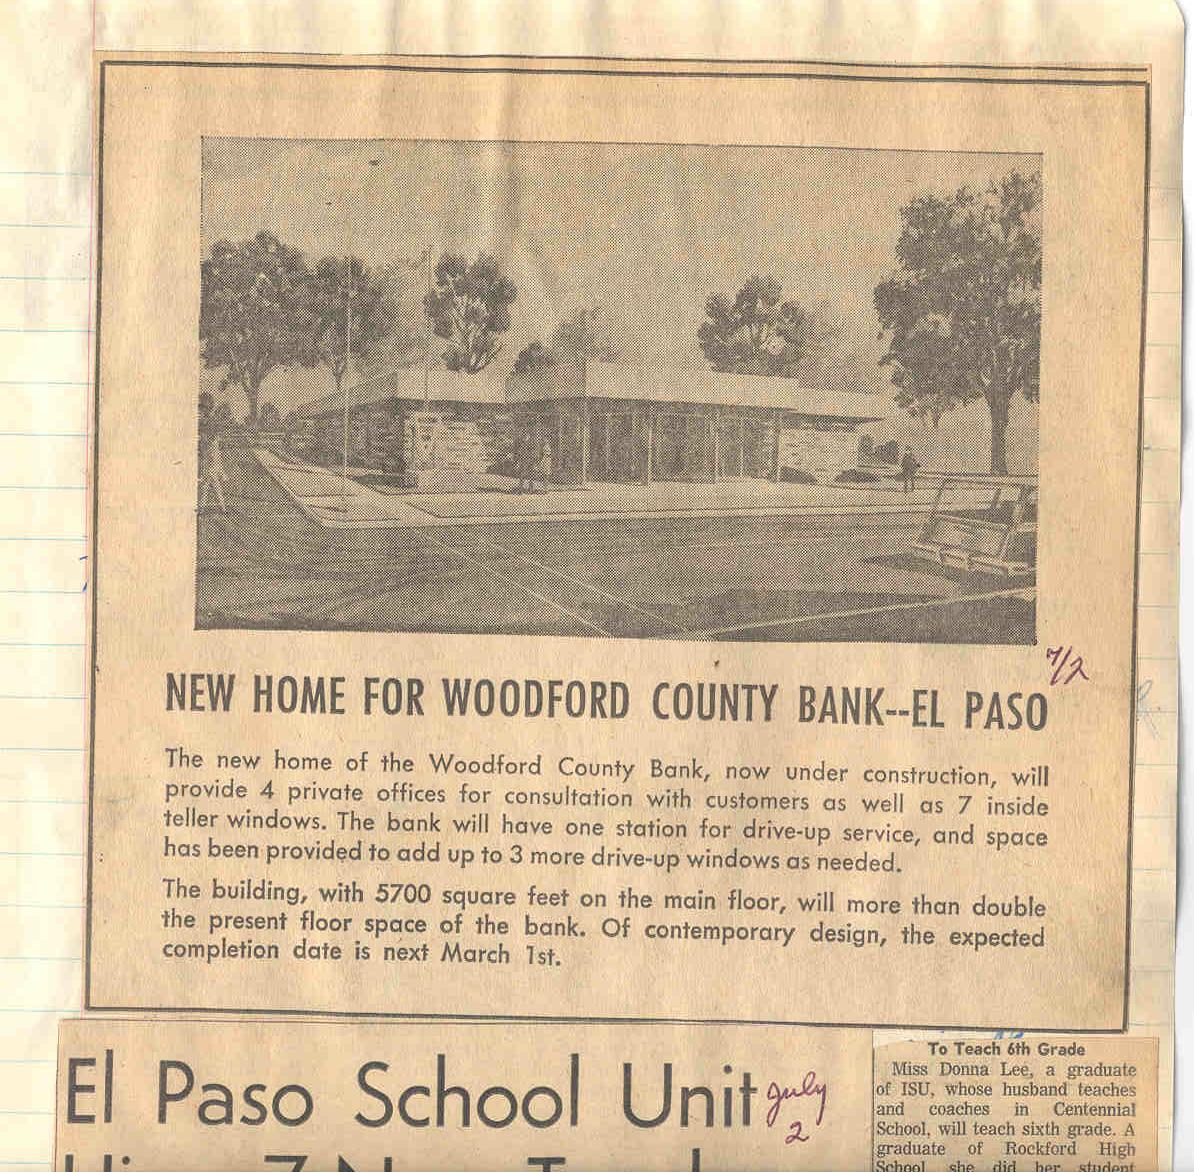 7/2
NEW HOME FOR WOODFORD COUNTY BANK--EL PASO
The new home of the Woodford County Bank, now under construction, will
provide 4 private offices for consultation with customers as well as 7 inside
teller windows. The bank will have one station for drive-up service, and space
has been provided to add up to 3 more drive-up windows as needed.
The building, with 5700 square feet on the main floor, will more than double
the present floor space of the bank. Of contemporary design, the expected
completion date is next March 1st.
El Paso School Unit
July
2
To Teach 6th Grade
Miss Donna Lee, a graduate
of ISU, whose husband teaches
and coaches in Centennial
School, will teach sixth grade. A
graduate of Rockford High
School, she did her student